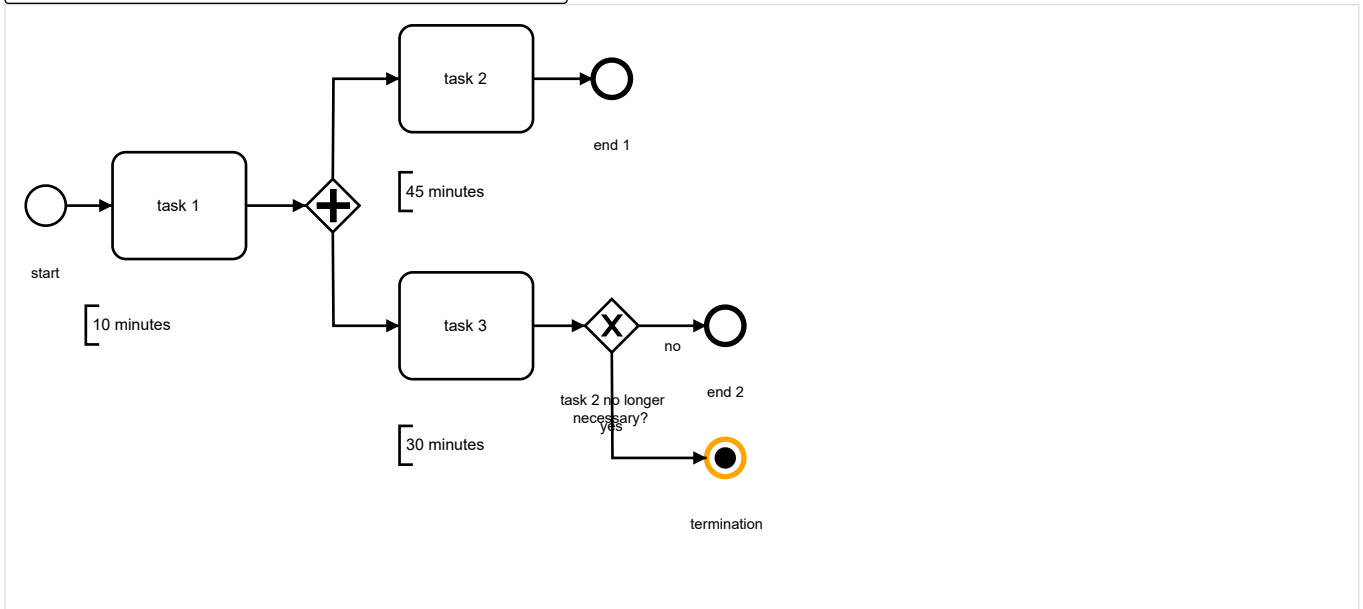 task 2
end 1
45 minutes
task 1
start
10 minutes
task 3
X
no
end 2
task 2 no longer
necessary?
yes
30 minutes
termination